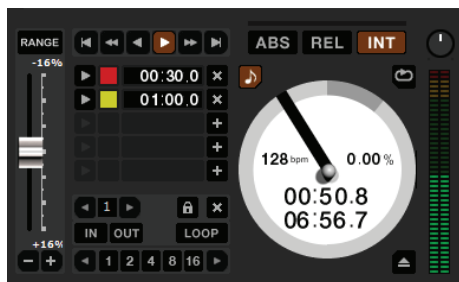 RANGE
ABS REL INT
-16%
00:30.0
01:00.0
128 bpm 0.00 %
00:50.8
06:56.7
1
IN OUT LOOP
+16%
1 2 4 8 16